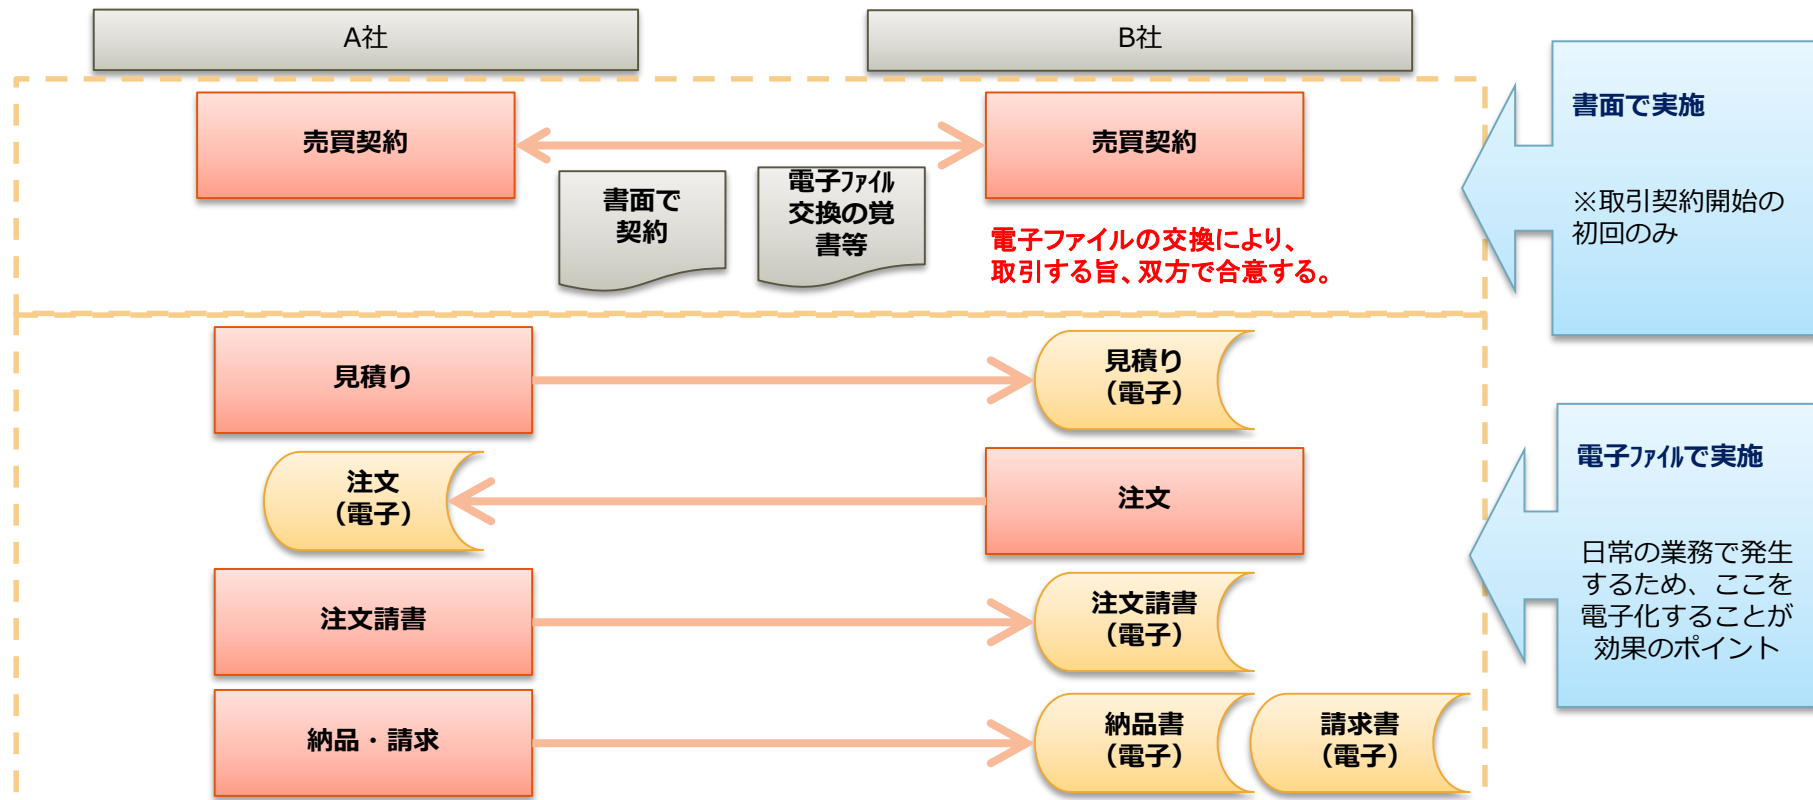 A社
B社
売買契約
売買契約
書面で
契約
電子ﾌｧｲﾙ
交換の覚
書等
電子ファイルの交換により、
取引する旨、双方で合意する。
書面で実施
※取引契約開始の
初回のみ
見積り
見積り
（電子）
注文
（電子）
注文
注文請書
注文請書
（電子）
納品・請求
納品書
（電子）
請求書
（電子）
電子ﾌｧｲﾙで実施
日常の業務で発生
するため、ここを
電子化することが
効果のポイント